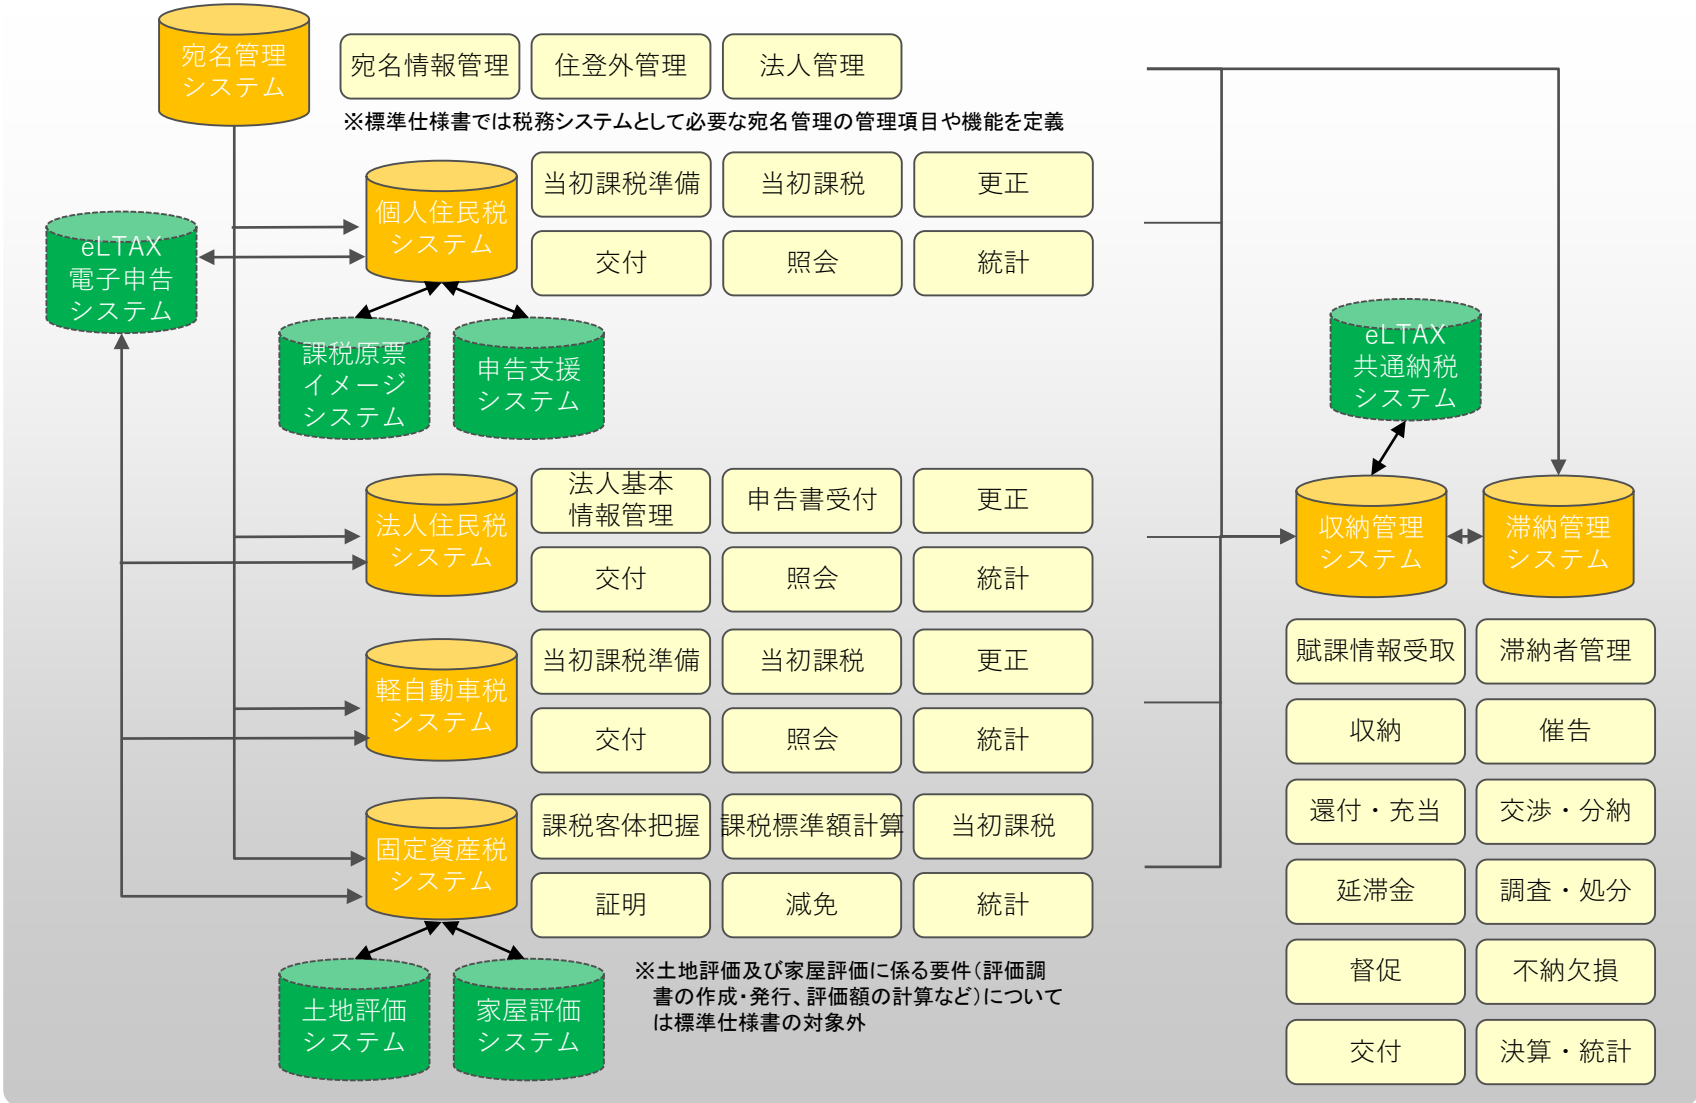 宛名管理
システム
宛名情報管理
住登外管理
法人管理
※標準仕様書では税務システムとして必要な宛名管理の管理項目や機能を定義
個人住民税
システム
当初課税準備
当初課税
更正
交付
照会
統計
eLTAX
電子申告
システム
課税原票
イメージ
システム
申告支援
システム
eLTAX
共通納税
システム
法人住民税
システム
法人基本
情報管理
申告書受付
更正
交付
照会
統計
収納管理
システム
滞納管理
システム
軽自動車税
システム
当初課税準備
当初課税
更正
交付
照会
統計
固定資産税
システム
課税客体把握
課税標準額計算
当初課税
証明
減免
統計
土地評価
システム
家屋評価
システム
※土地評価及び家屋評価に係る要件(評価調
書の作成・発行、評価額の計算など)について
は標準仕様書の対象外
賦課情報受取
滞納者管理
収納
催告
還付・充当
交渉・分納
延滞金
調査・処分
督促
不納欠損
交付
決算・統計